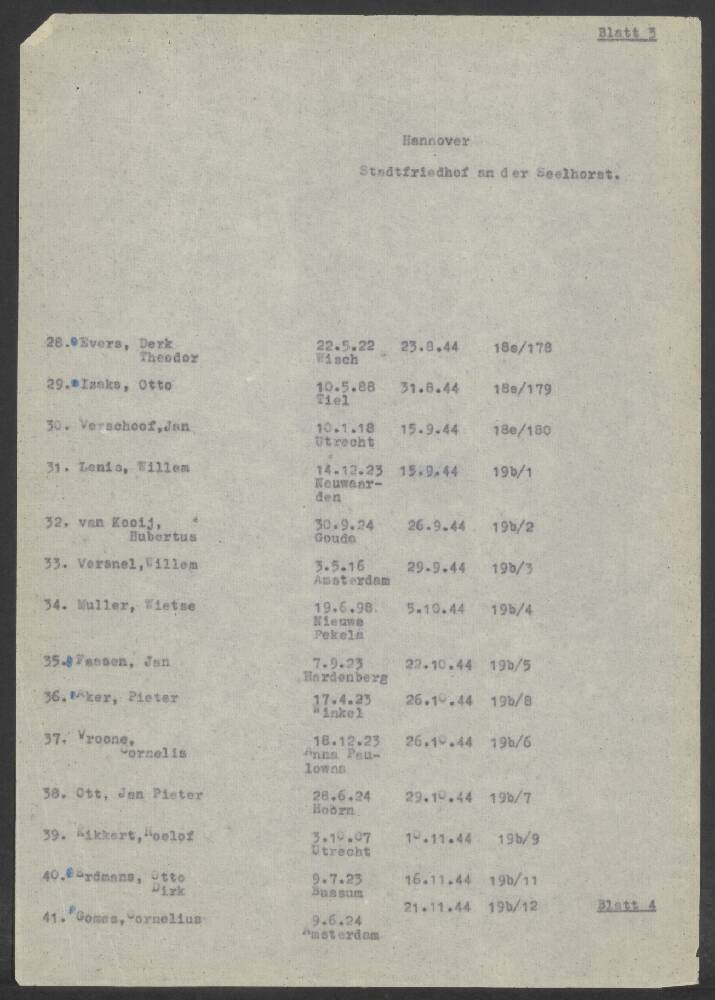 Blatt 3
Hannover
Stadtfriedhof an der Seelhorst.
28. Evers, Derk 22.5.22 23.8.44 18e/178
Theodor Wisch
29. Izaks, Otto 10.5.88 31.8.44 18e/179
Tiel
30. Verschoof,Jan 10.1.18 15.9.44 18e/180
Utrecht
31. Lenis, Willem 14.12.23 15.9.44 19b/1
Nouwaar-
den
32. van Kooij, 30.9.24 26.9.44 19b/2
Hubertus Gouda
33. Versnel,Willem 3.5.16 29.9.44 19b/3
Amsterdam
34. Muller, Wietse 19.6.98. 5.10.44 19b/4
Nieuwe
Pekela
35. Faasen, Jan 7.9.23 22.10.44 19b/5
Hardenberg
36. Aker, Pieter 17.4.23 26.10.44 19b/8
Winkel
37. Vroone, 18.12.23 26.10.44 19b/6
Cornelis Anna Pau-
lowna
38. Ott, Jan Pieter 28.6.24 29.10.44 19b/7
Hoorn
39. Kikkert,Roelof 3.10.07 10.11.44 19b/9
Utrecht
40. Erdmans, Otto 9.7.23 16.11.44 19b/11
Dirk Bussum
21.11.44 19b/12 Blatt 4
41. Gomes,Cornelius 9.6.24
Amsterdam